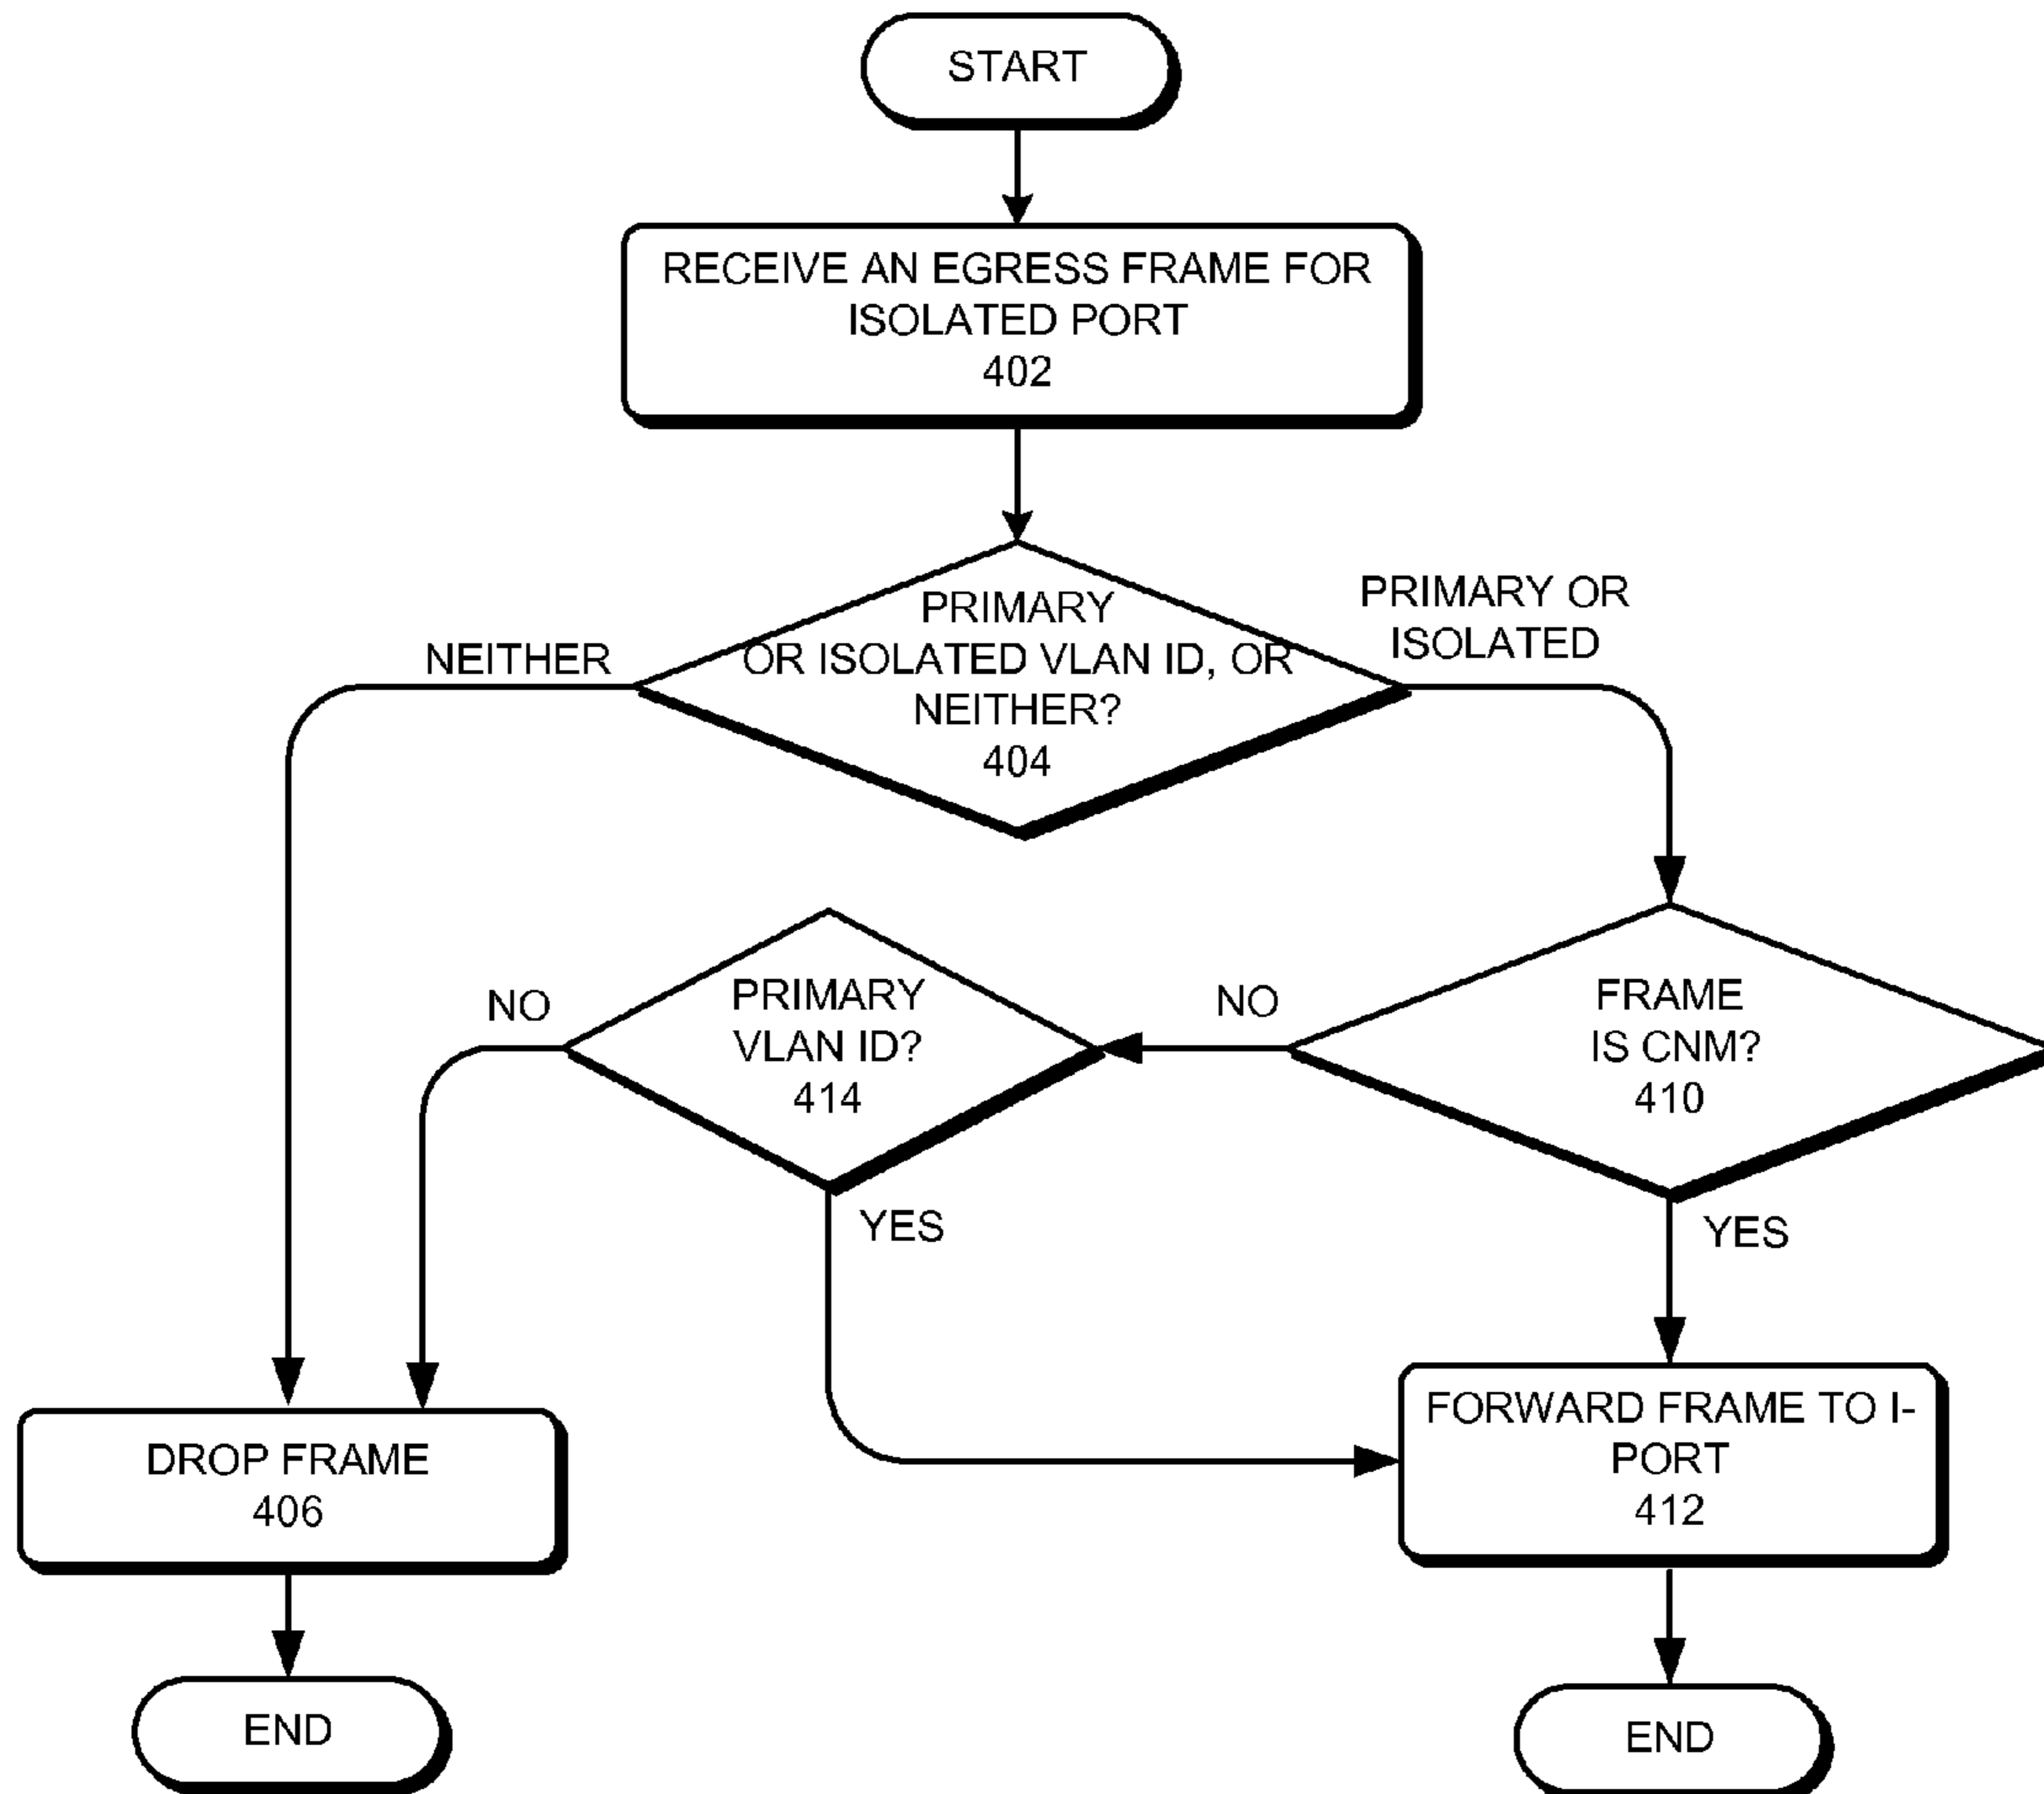 START
RECEIVE AN EGRESS FRAME FOR
ISOLATED PORT
402
PRIMARY
OR ISOLATED VLAN ID, OR
NEITHER?
404
NEITHER
PRIMARY OR
ISOLATED
PRIMARY
VLAN ID?
414
NO
YES
NO
FRAME
IS CNM?
410
YES
DROP FRAME
406
FORWARD FRAME TO I-
PORT
412
END
END